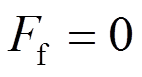 F_f = 0